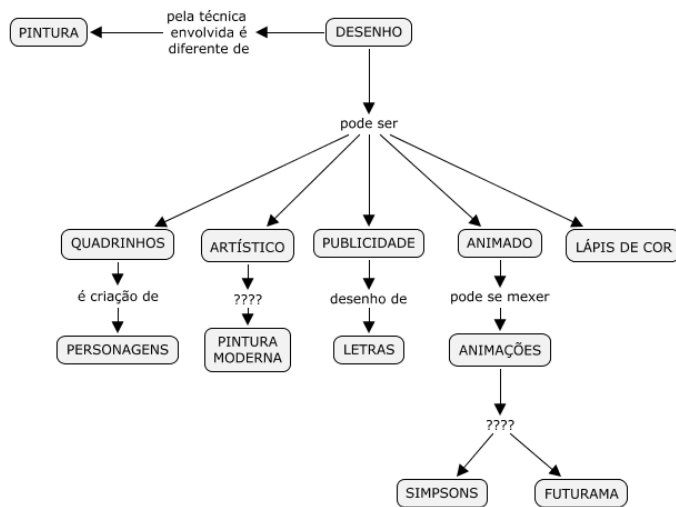 pela técnica
PINTURA
envolvida é
DESENHO
diferente de
pode ser
QUADRINHOS
ARTÍSTICO
PUBLICIDADE
ANIMADO
LÁPIS DE COR
é criação de
????
desenho de
pode se mexer
PERSONAGENS
PINTURA
MODERNA
LETRAS
ANIMAÇÕES
????
SIMPSONS
FUTURAMA